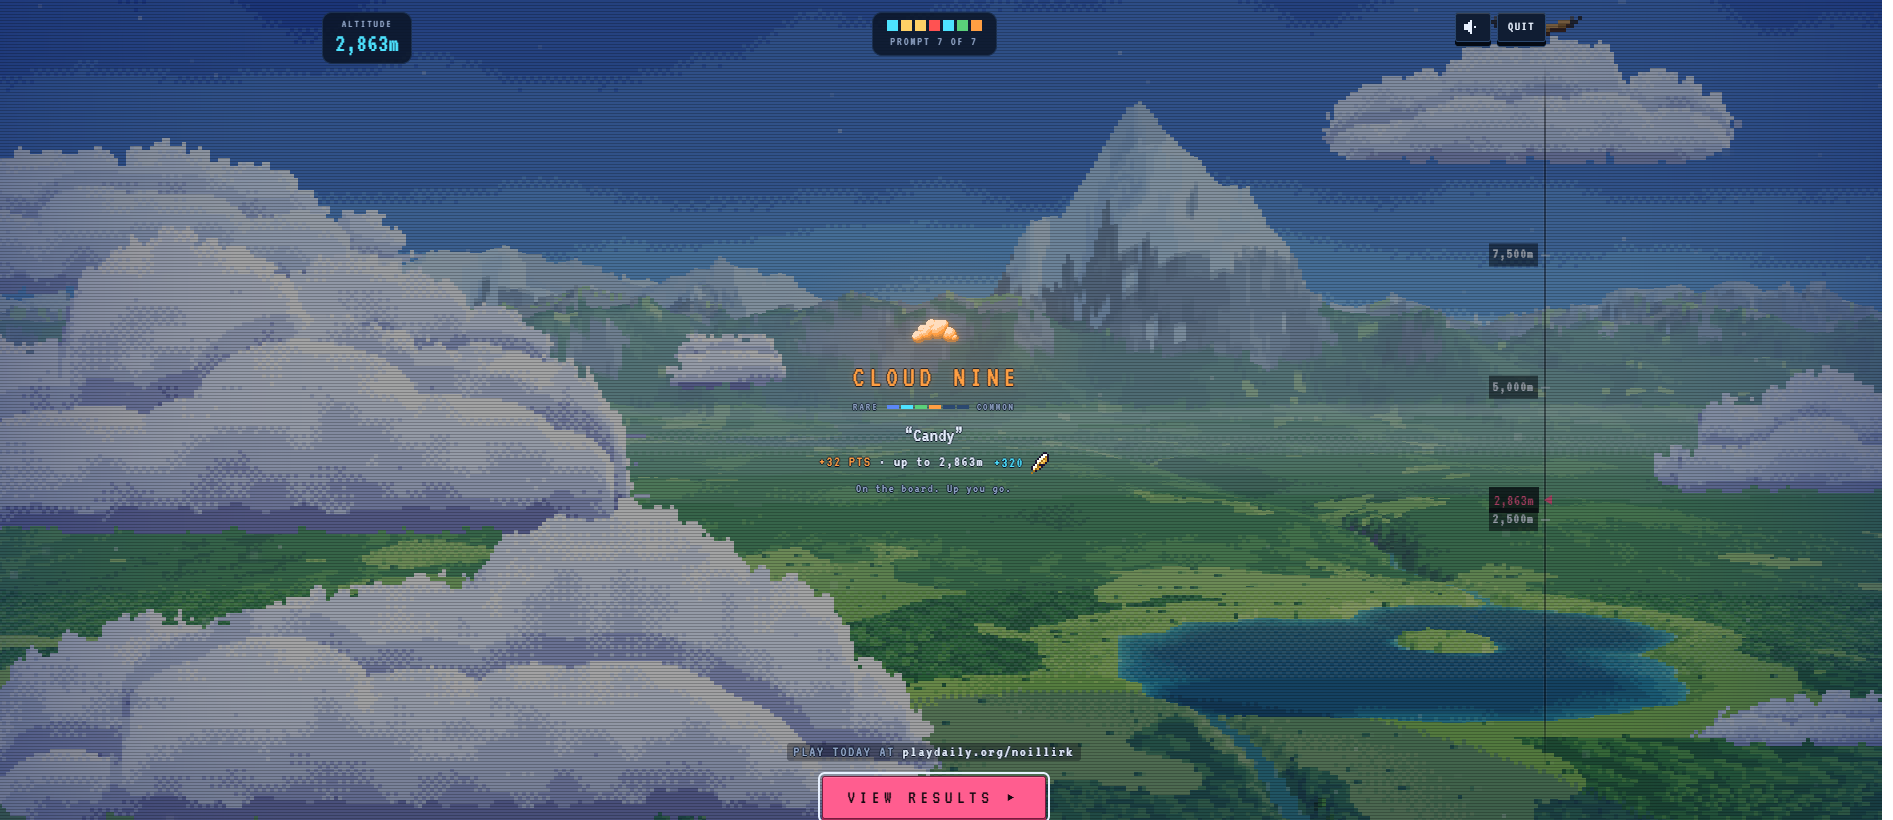 ALTITUDE
2,863m
PROMPT 7 OF 7
QUIT
7,500m
5,000m
2,863m
2,500m
CLOUD NINE
RARE COMMON
“Candy”
+32 PTS · up to 2,863m +320
On the board. Up you go.
PLAY TODAY AT playdaily.org/noillirk
VIEW RESULTS ▶